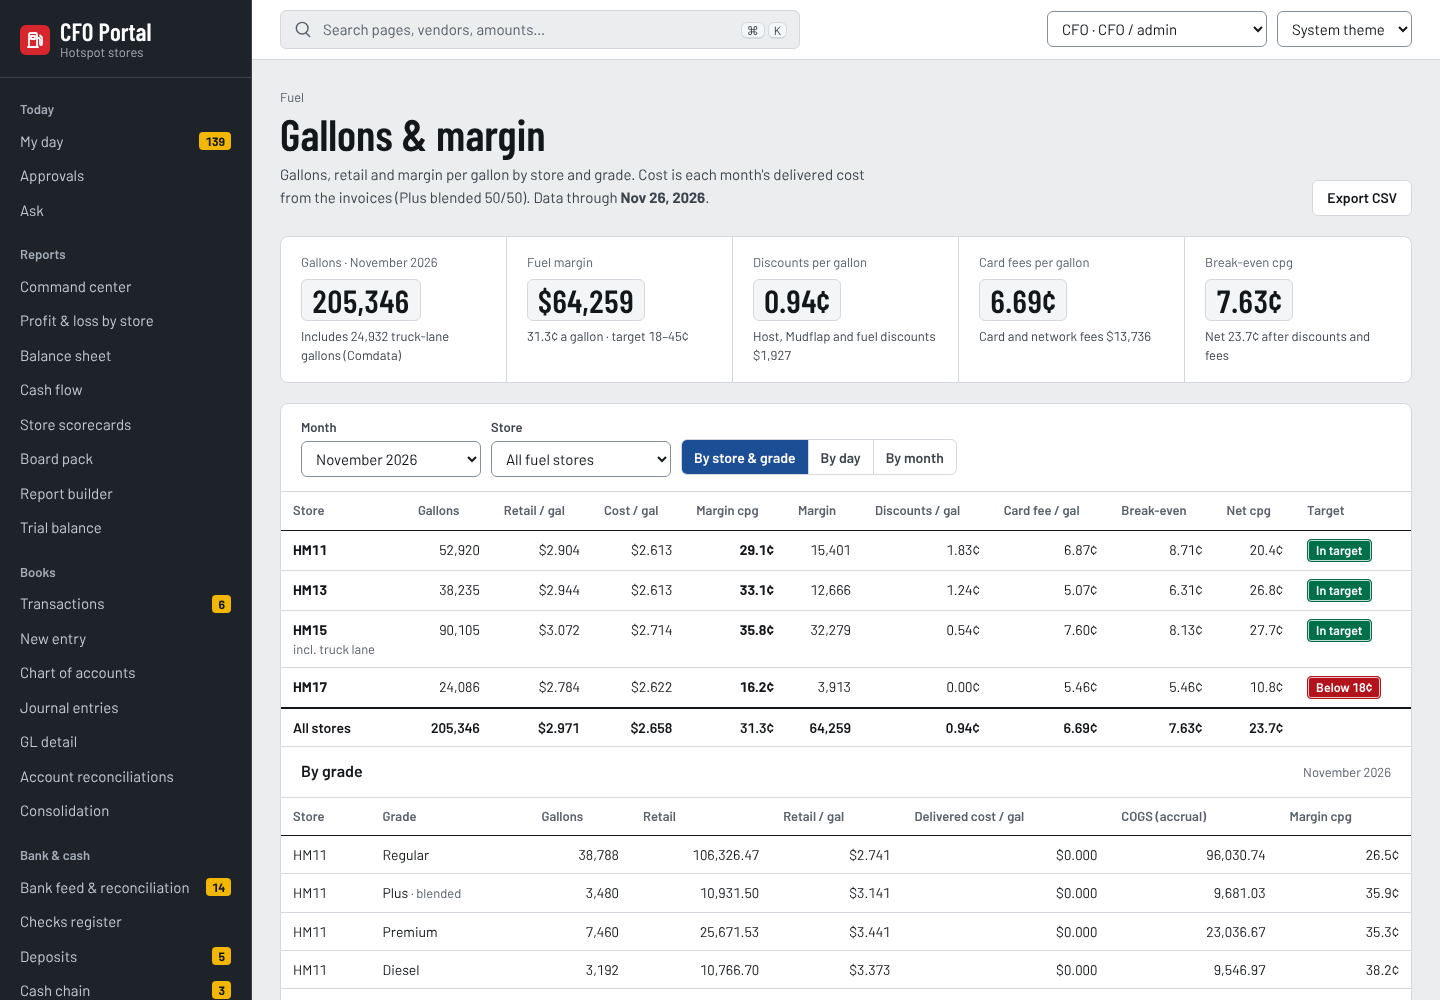 CFO Portal
Hotspot stores
Search pages, vendors, amounts...
⌘ K
CFO · CFO / admin
System theme
Today
My day 139
Approvals
Ask
Reports
Command center
Profit & loss by store
Balance sheet
Cash flow
Store scorecards
Board pack
Report builder
Trial balance
Books
Transactions 6
New entry
Chart of accounts
Journal entries
GL detail
Account reconciliations
Consolidation
Bank & cash
Bank feed & reconciliation 14
Checks register
Deposits 5
Cash chain 3
Fuel
Gallons & margin
Gallons, retail and margin per gallon by store and grade. Cost is each month's delivered cost
from the invoices (Plus blended 50/50). Data through Nov 26, 2026.
Export CSV
Gallons · November 2026
205,346
Includes 24,932 truck-lane
gallons (Comdata)
Fuel margin
$64,259
31.3¢ a gallon · target 18–45¢
Discounts per gallon
0.94¢
Host, Mudflap and fuel discounts
$1,927
Card fees per gallon
6.69¢
Card and network fees $13,736
Break-even cpg
7.63¢
Net 23.7¢ after discounts and
fees
Month
November 2026
Store
All fuel stores
By store & grade By day By month
Store Gallons Retail / gal Cost / gal Margin cpg Margin Discounts / gal Card fee / gal Break-even Net cpg Target
HM11 52,920 $2.904 $2.613 29.1¢ 15,401 1.83¢ 6.87¢ 8.71¢ 20.4¢ In target
HM13 38,235 $2.944 $2.613 33.1¢ 12,666 1.24¢ 5.07¢ 6.31¢ 26.8¢ In target
HM15 90,105 $3.072 $2.714 35.8¢ 32,279 0.54¢ 7.60¢ 8.13¢ 27.7¢ In target
incl. truck lane
HM17 24,086 $2.784 $2.622 16.2¢ 3,913 0.00¢ 5.46¢ 5.46¢ 10.8¢ Below 18¢
All stores 205,346 $2.971 $2.658 31.3¢ 64,259 0.94¢ 6.69¢ 7.63¢ 23.7¢
By grade November 2026
Store Grade Gallons Retail Retail / gal Delivered cost / gal COGS (accrual) Margin cpg
HM11 Regular 38,788 106,326.47 $2.741 $0.000 96,030.74 26.5¢
HM11 Plus · blended 3,480 10,931.50 $3.141 $0.000 9,681.03 35.9¢
HM11 Premium 7,460 25,671.53 $3.441 $0.000 23,036.67 35.3¢
HM11 Diesel 3,192 10,766.70 $3.373 $0.000 9,546.97 38.2¢